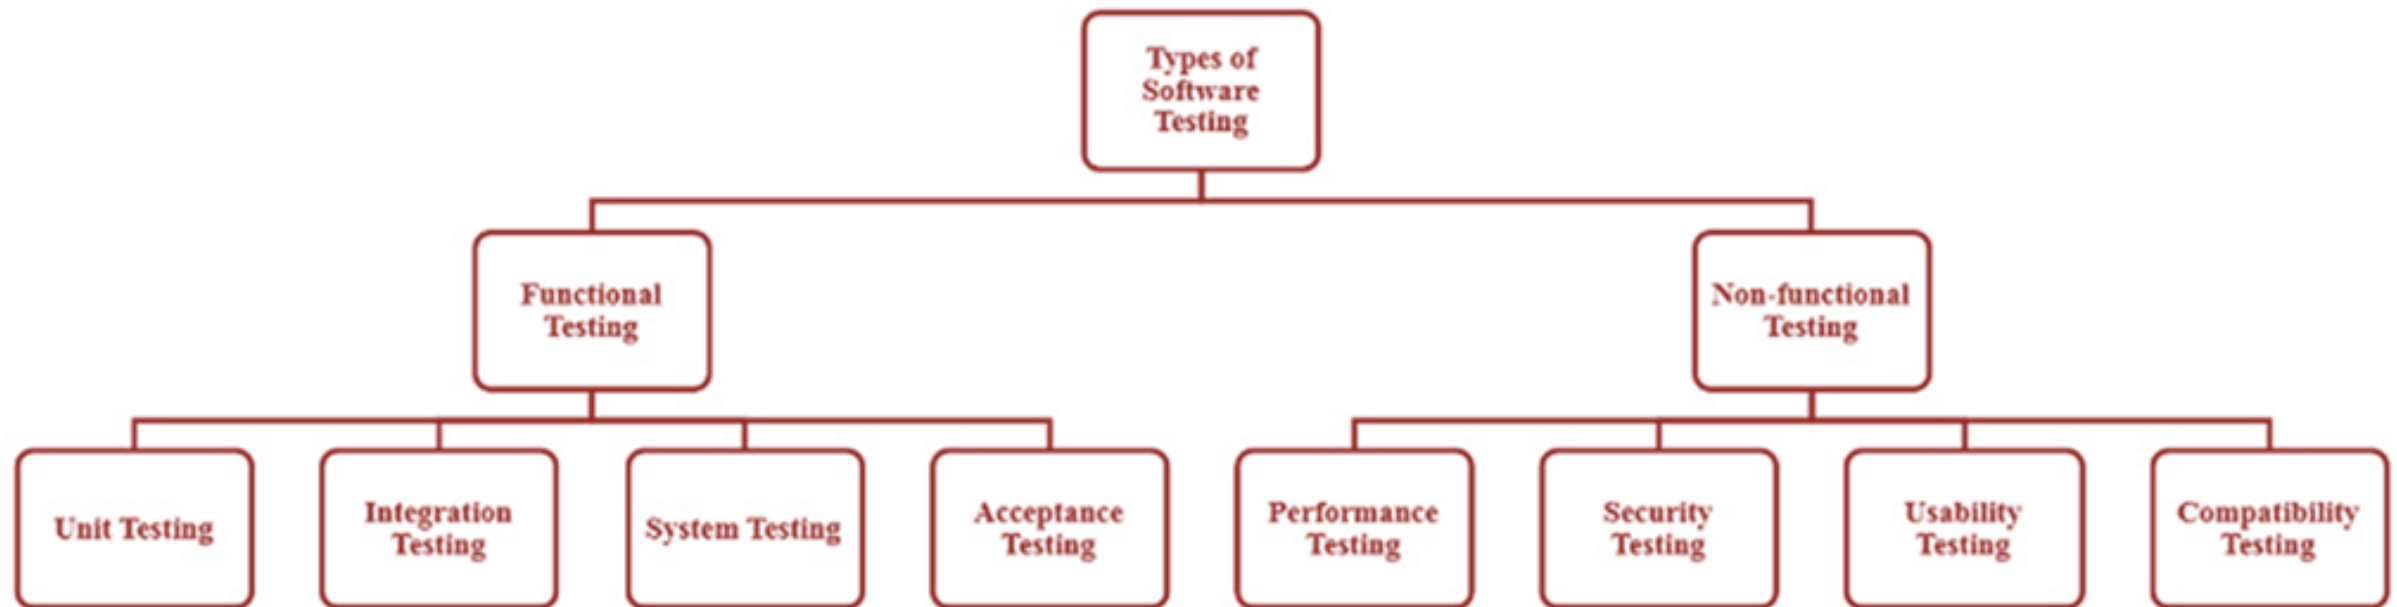 Types of
Software
Testing
Functional
Testing
Non-functional
Testing
Unit Testing
Integration
Testing
System Testing
Acceptance
Testing
Performance
Testing
Security
Testing
Usability
Testing
Compatibility
Testing